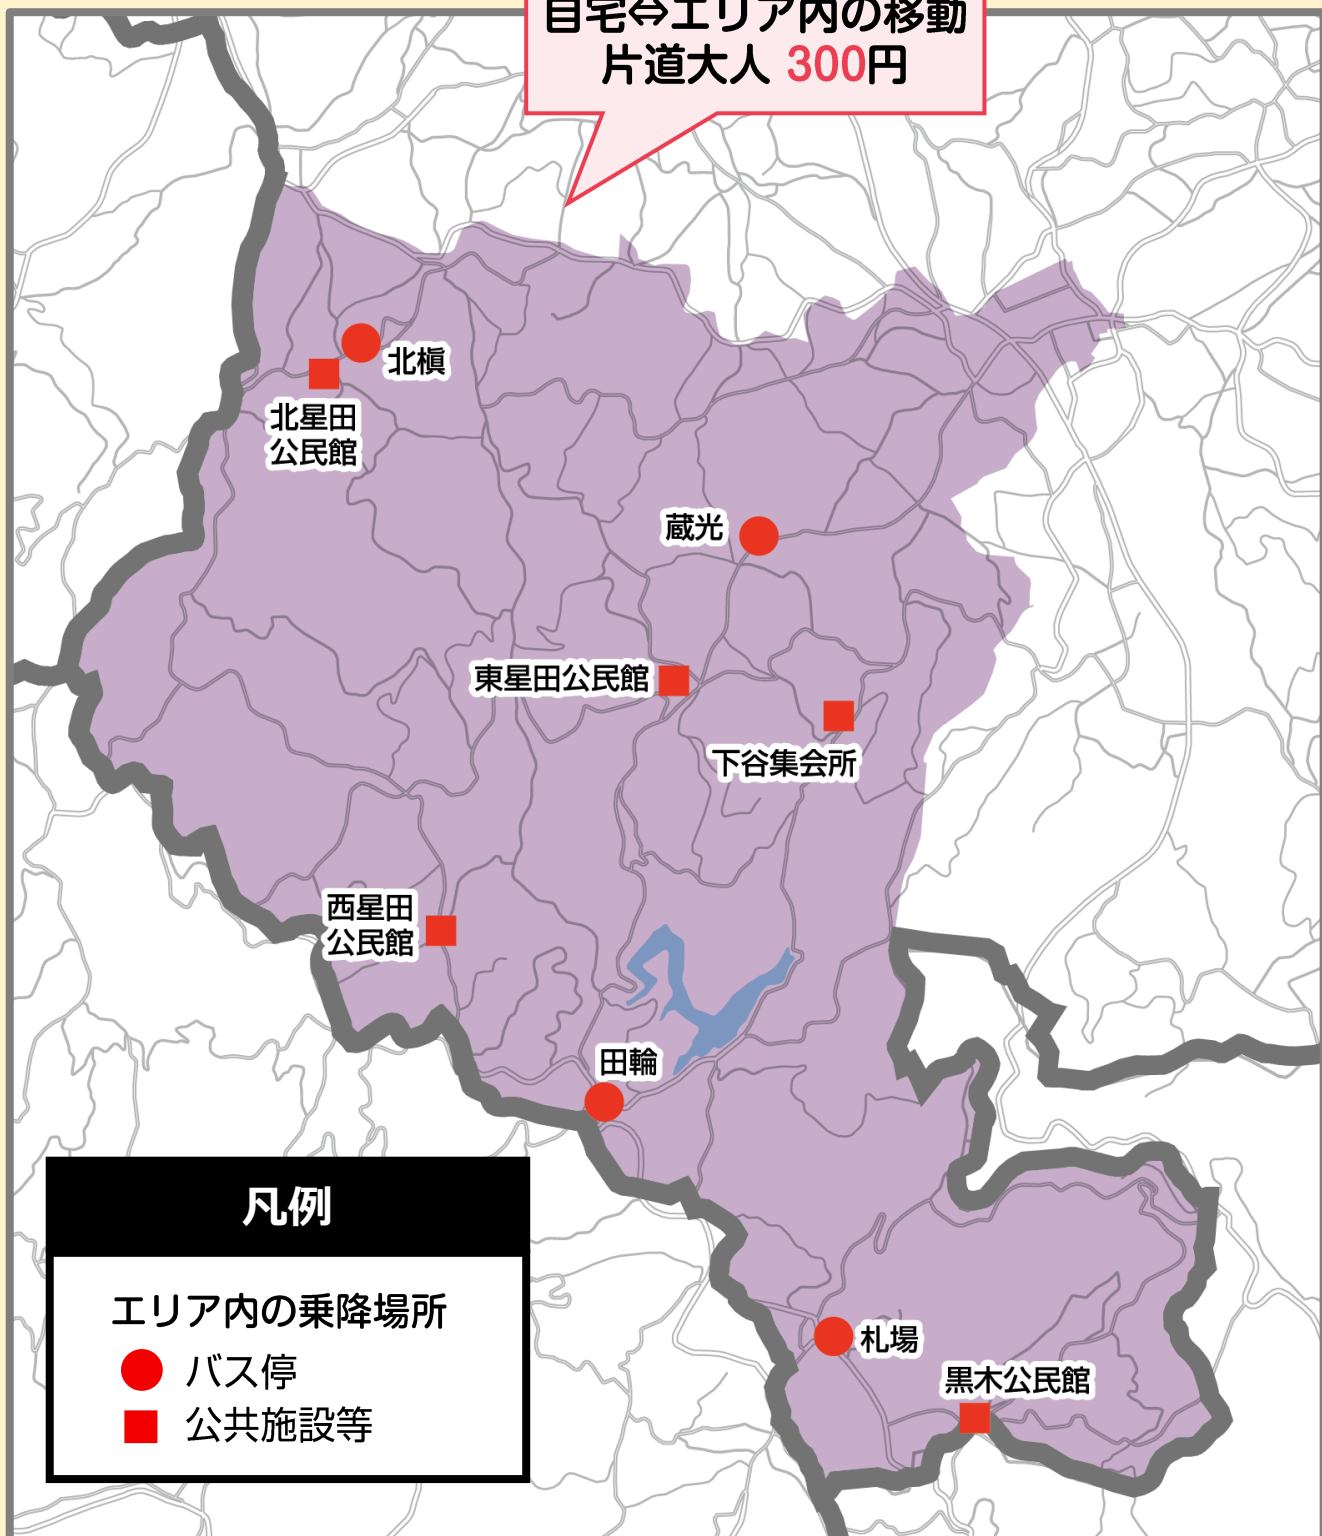 自宅⇔エリア内の移動
片道大人 300円
北槇
北星田
公民館
蔵光
東星田公民館
下谷集会所
西星田
公民館
田輪
札場
黒木公民館
凡例
エリア内の乗降場所
バス停
公共施設等